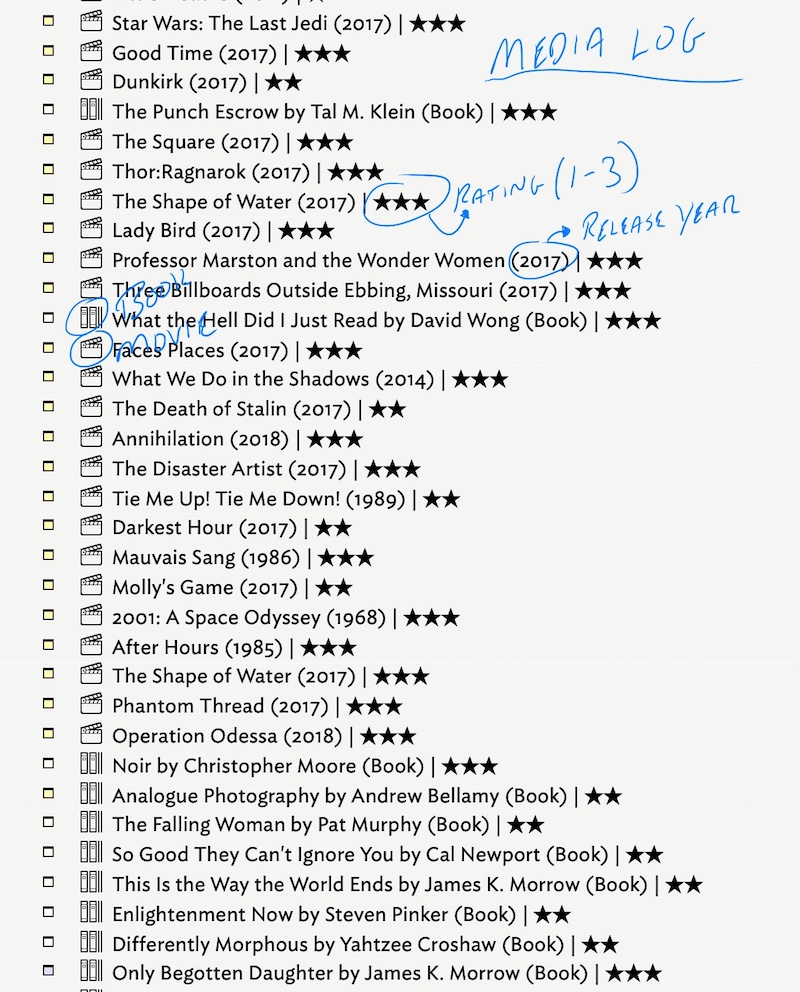 Star Wars: The Last Jedi (2017) | ★★★
MEDIA LOG
Good Time (2017) | ★★★
Dunkirk (2017) | ★★
The Punch Escrow by Tal M. Klein (Book) | ★★★
The Square (2017) | ★★★
Thor:Ragnarok (2017) | ★★★
The Shape of Water (2017) | ★★★
RATING (1-3)
Lady Bird (2017) | ★★★
RELEASE YEAR
Professor Marston and the Wonder Women (2017) | ★★★
Three Billboards Outside Ebbing, Missouri (2017) | ★★★
BOOK
What the Hell Did I Just Read by David Wong (Book) | ★★★
MOVIE
Faces Places (2017) | ★★★
What We Do in the Shadows (2014) | ★★★
The Death of Stalin (2017) | ★★
Annihilation (2018) | ★★★
The Disaster Artist (2017) | ★★★
Tie Me Up! Tie Me Down! (1989) | ★★
Darkest Hour (2017) | ★★
Mauvais Sang (1986) | ★★★
Molly's Game (2017) | ★★
2001: A Space Odyssey (1968) | ★★★
After Hours (1985) | ★★★
The Shape of Water (2017) | ★★★
Phantom Thread (2017) | ★★★
Operation Odessa (2018) | ★★★
Noir by Christopher Moore (Book) | ★★★
Analogue Photography by Andrew Bellamy (Book) | ★★
The Falling Woman by Pat Murphy (Book) | ★★
So Good They Can't Ignore You by Cal Newport (Book) | ★★
This Is the Way the World Ends by James K. Morrow (Book) | ★★
Enlightenment Now by Steven Pinker (Book) | ★★
Differently Morphous by Yahtzee Croshaw (Book) | ★★
Only Begotten Daughter by James K. Morrow (Book) | ★★★